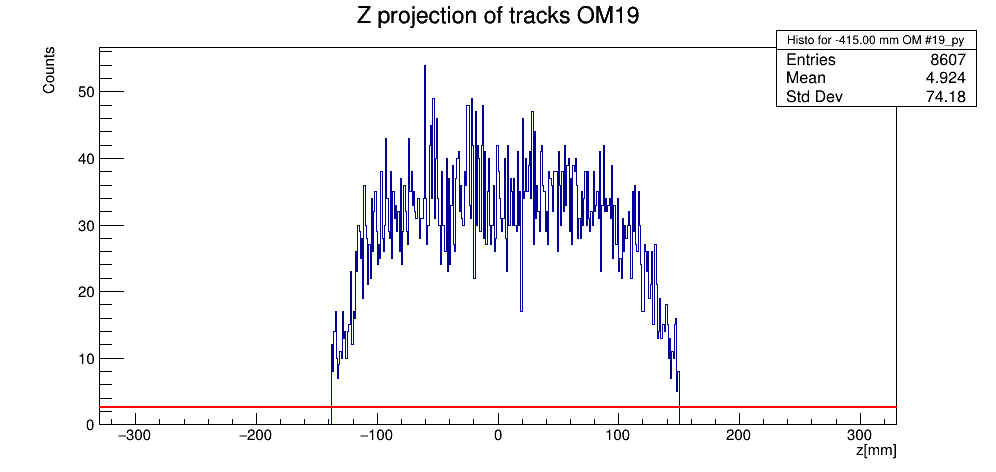 Z projection of tracks OM19
Histo for -415.00 mm OM #19_py
Entries 8607
Mean 4.924
Std Dev 74.18
Counts
50
40
30
20
10
0
−300 −200 −100 0 100 200 300
z[mm]